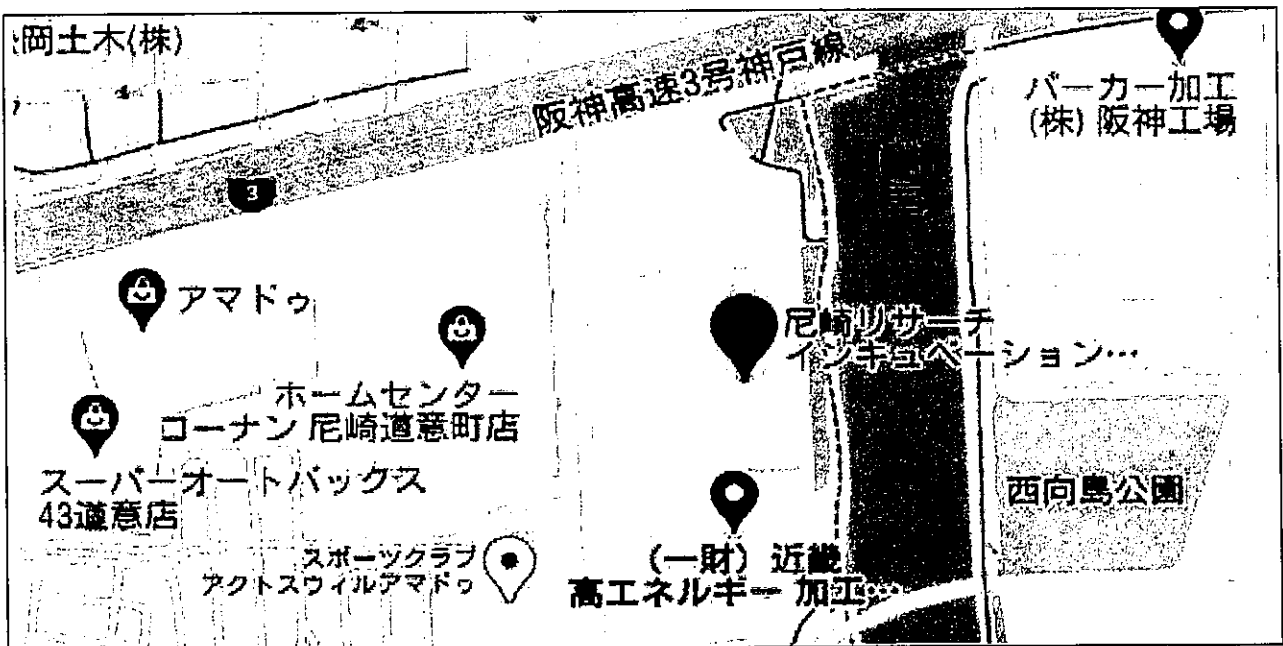 岡土木(株)
阪神高速3号神戸線
バーカー加工
(株) 阪神工場
3
アマドゥ
尼崎リサーチ
インキュベーション…
ホームセンター
コーナン 尼崎道意町店
スーパーオートバックス
43道意店
西向島公園
スポーツクラブ
アクトスウィルアマドゥ
(一財) 近畿
高エネルギー 加工…